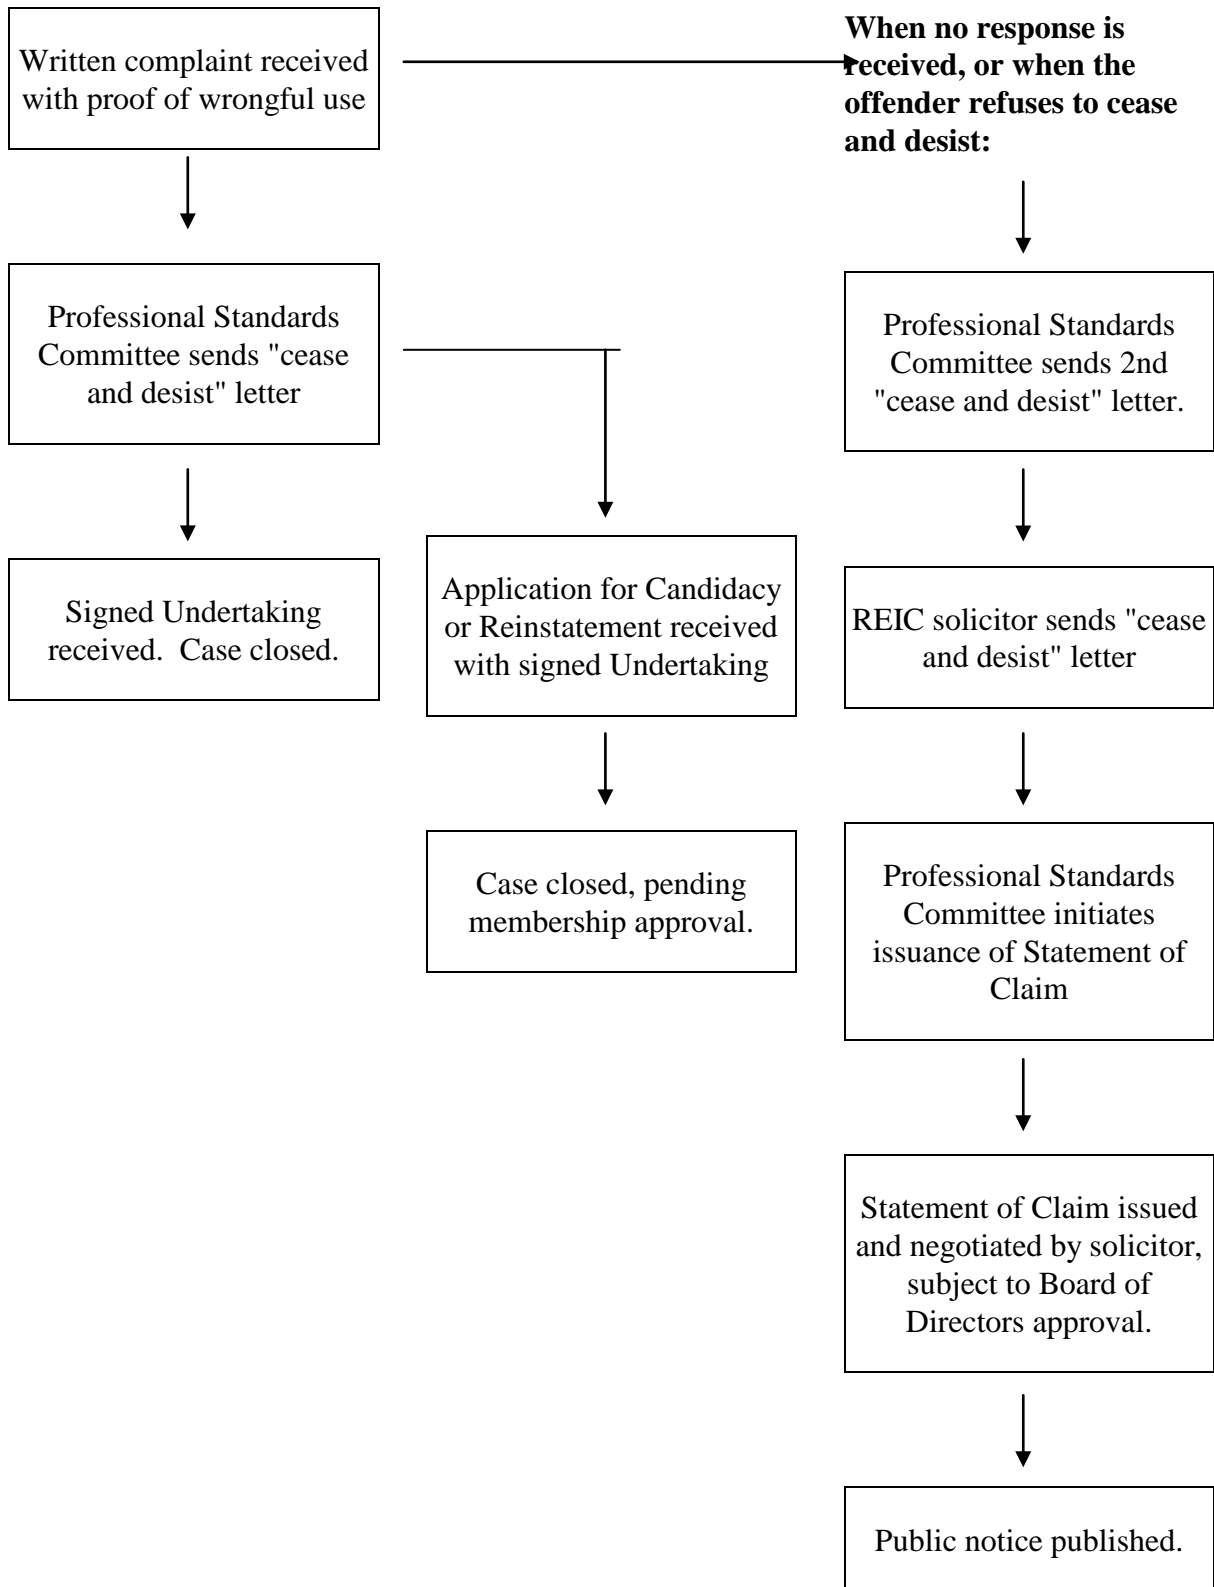 Written complaint received
with proof of wrongful use
When no response is
received, or when the
offender refuses to cease
and desist:
Professional Standards
Committee sends "cease
and desist" letter
Professional Standards
Committee sends 2nd
"cease and desist" letter.
Signed Undertaking
received.  Case closed.
Application for Candidacy
or Reinstatement received
with signed Undertaking
REIC solicitor sends "cease
and desist" letter
Case closed, pending
membership approval.
Professional Standards
Committee initiates
issuance of Statement of
Claim
Statement of Claim issued
and negotiated by solicitor,
subject to Board of
Directors approval.
Public notice published.